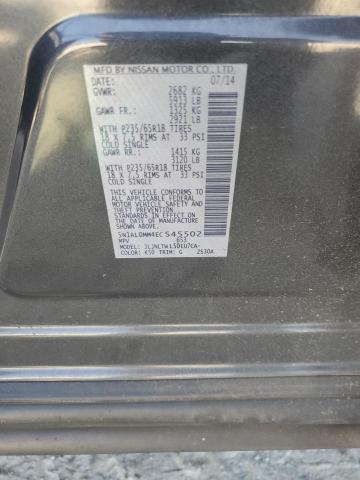 MFD BY NISSAN MOTOR CO., LTD.
DATE: 07/14
GVWR: 2682 KG
5913 LB
GAWR FR: 1325 KG
2921 LB
WITH P235/65R18 TIRES
18 X 7.5 RIMS AT 33 PSI
COLD SINGLE
GAWR RR: 1415 KG
3120 LB
WITH P235/65R18 TIRES
18 X 7.5 RIMS AT 33 PSI
COLD SINGLE
THIS VEHICLE CONFORMS TO
ALL APPLICABLE FEDERAL
MOTOR VEHICLE SAFETY
STANDARDS IN EFFECT ON THE
DATE OF MANUFACTURE SHOWN
ABOVE.
5N1AL0MM4EC545502
MPV 653
MODEL:
COLOR: K50 TRIM: G 2530A